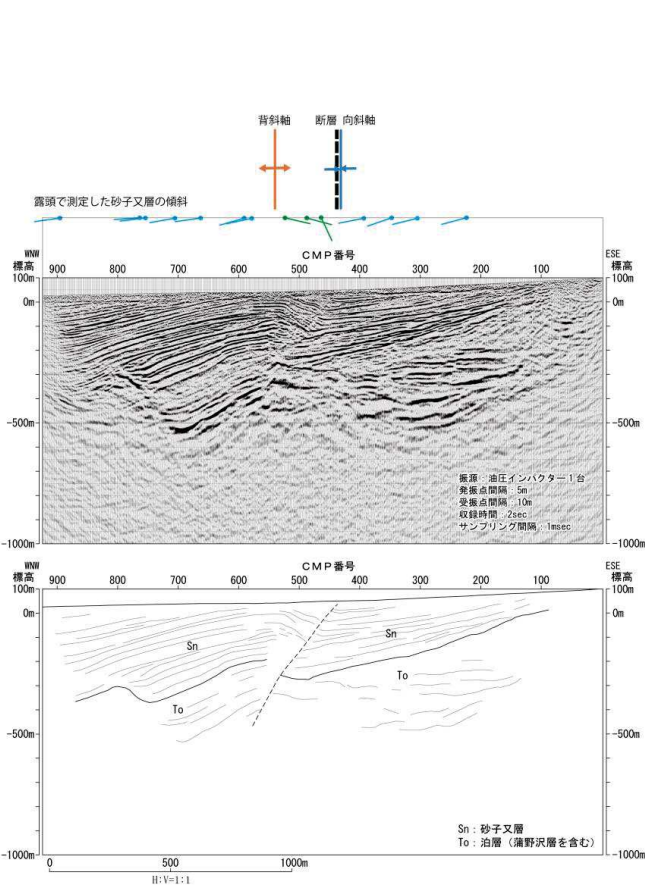 背斜軸 断層 向斜軸
露頭で測定した砂子又層の傾斜
WNW CMP番号 ESE
標高 900 800 700 600 500 400 300 200 100 標高
100m 100m
0m 0m
-500m -500m
振源：油圧インパクター1台
発振点間隔：5m
受振点間隔：10m
収録時間：2sec
サンプリング間隔：1msec
-1000m -1000m
WNW CMP番号 ESE
標高 900 800 700 600 500 400 300 200 100 標高
100m 100m
0m 0m
Sn Sn
To To
-500m -500m
Sn：砂子又層
To：泊層（蒲野沢層を含む）
-1000m -1000m
0 500 1000m
H:V=1:1